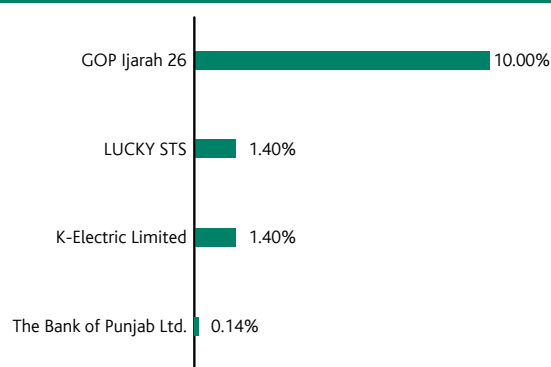 GOP Ijarah 26 10.00%
LUCKY STS 1.40%
K-Electric Limited 1.40%
The Bank of Punjab Ltd. 0.14%